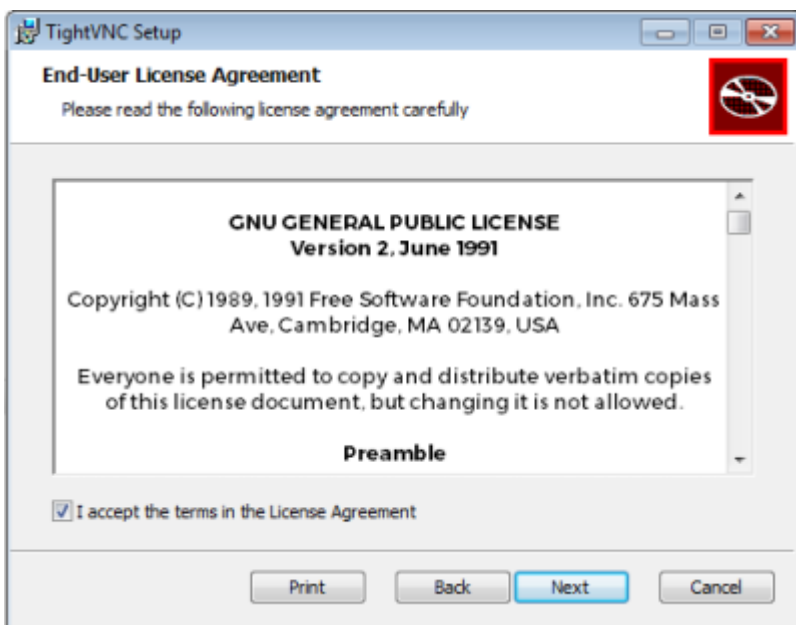 TightVNC Setup
End-User License Agreement
Please read the following license agreement carefully
GNU GENERAL PUBLIC LICENSE
Version 2, June 1991
Copyright (C) 1989, 1991 Free Software Foundation, Inc. 675 Mass
Ave, Cambridge, MA 02139, USA
Everyone is permitted to copy and distribute verbatim copies
of this license document, but changing it is not allowed.
Preamble
I accept the terms in the License Agreement
Print Back Next Cancel